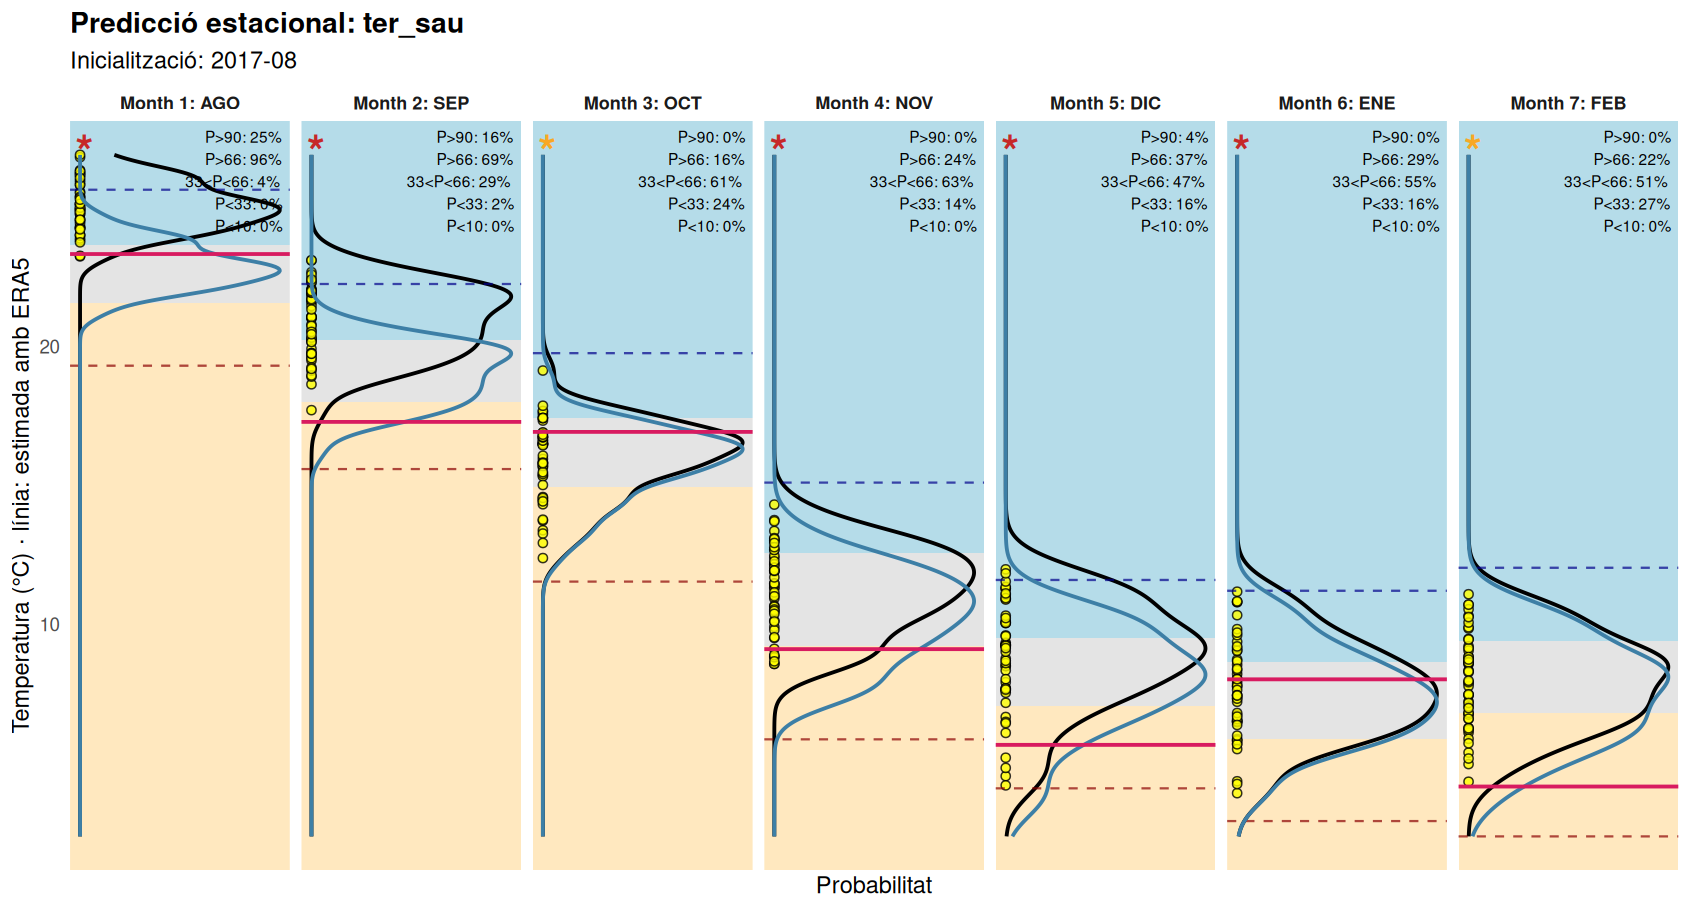 Predicció estacional: ter_sau
Inicialització: 2017-08
Month 1: AGO
Month 2: SEP
Month 3: OCT
Month 4: NOV
Month 5: DIC
Month 6: ENE
Month 7: FEB
P>90: 25%
P>66: 96%
33<P<66: 4%
P<33: 0%
P<10: 0%
P>90: 16%
P>66: 69%
33<P<66: 29%
P<33: 2%
P<10: 0%
P>90: 0%
P>66: 16%
33<P<66: 61%
P<33: 24%
P<10: 0%
P>90: 0%
P>66: 24%
33<P<66: 63%
P<33: 14%
P<10: 0%
P>90: 4%
P>66: 37%
33<P<66: 47%
P<33: 16%
P<10: 0%
P>90: 0%
P>66: 29%
33<P<66: 55%
P<33: 16%
P<10: 0%
P>90: 0%
P>66: 22%
33<P<66: 51%
P<33: 27%
P<10: 0%
20
10
Temperatura (°C) · línia: estimada amb ERA5
Probabilitat